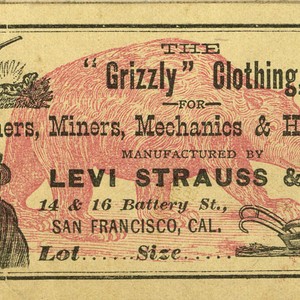 THE
"Grizzly" Clothing,
FOR
ners, Miners, Mechanics & H
MANUFACTURED BY
LEVI STRAUSS &
14 & 16 Battery St.,
SAN FRANCISCO, CAL.
Lot......Size......